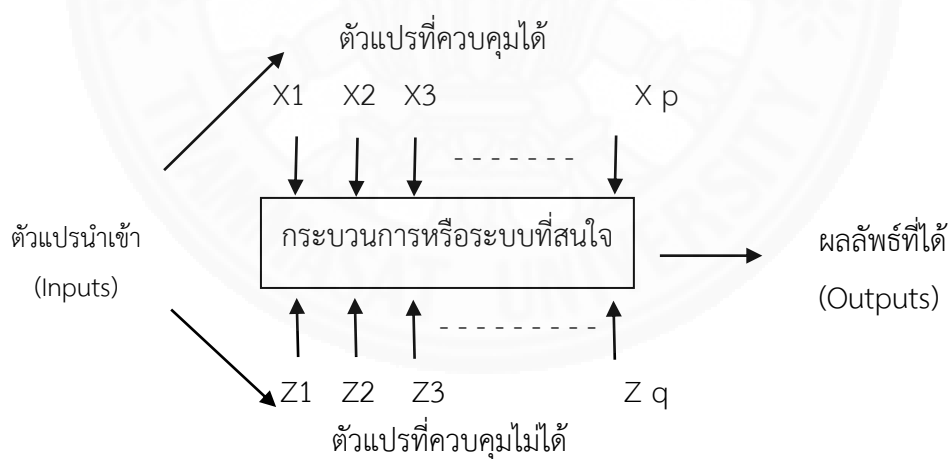 ตัวแปรที่ควบคุมได้
X1 X2 X3 X p
กระบวนการหรือระบบที่สนใจ
ตัวแปรนำเข้า
(Inputs)
ผลลัพธ์ที่ได้
(Outputs)
Z1 Z2 Z3 Z q
ตัวแปรที่ควบคุมไม่ได้